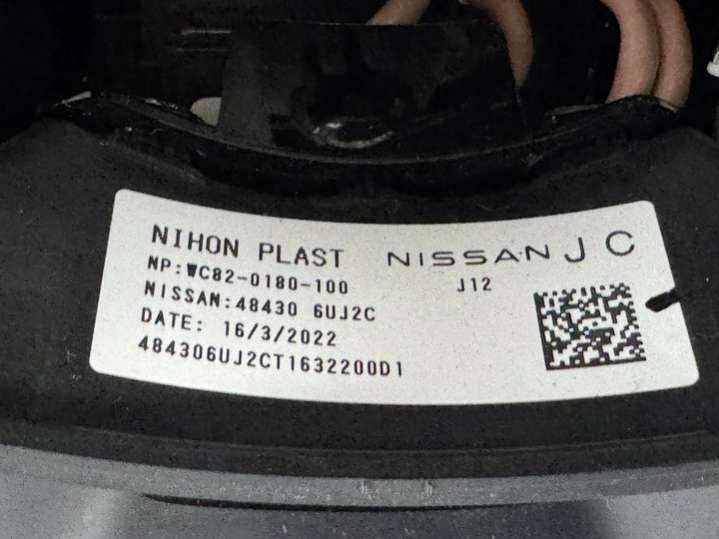 NIHON PLAST NISSAN J C
NP:WC82-0180-100 J12
NISSAN:48430 6UJ2C
DATE: 16/3/2022
484306UJ2CT1632200D1